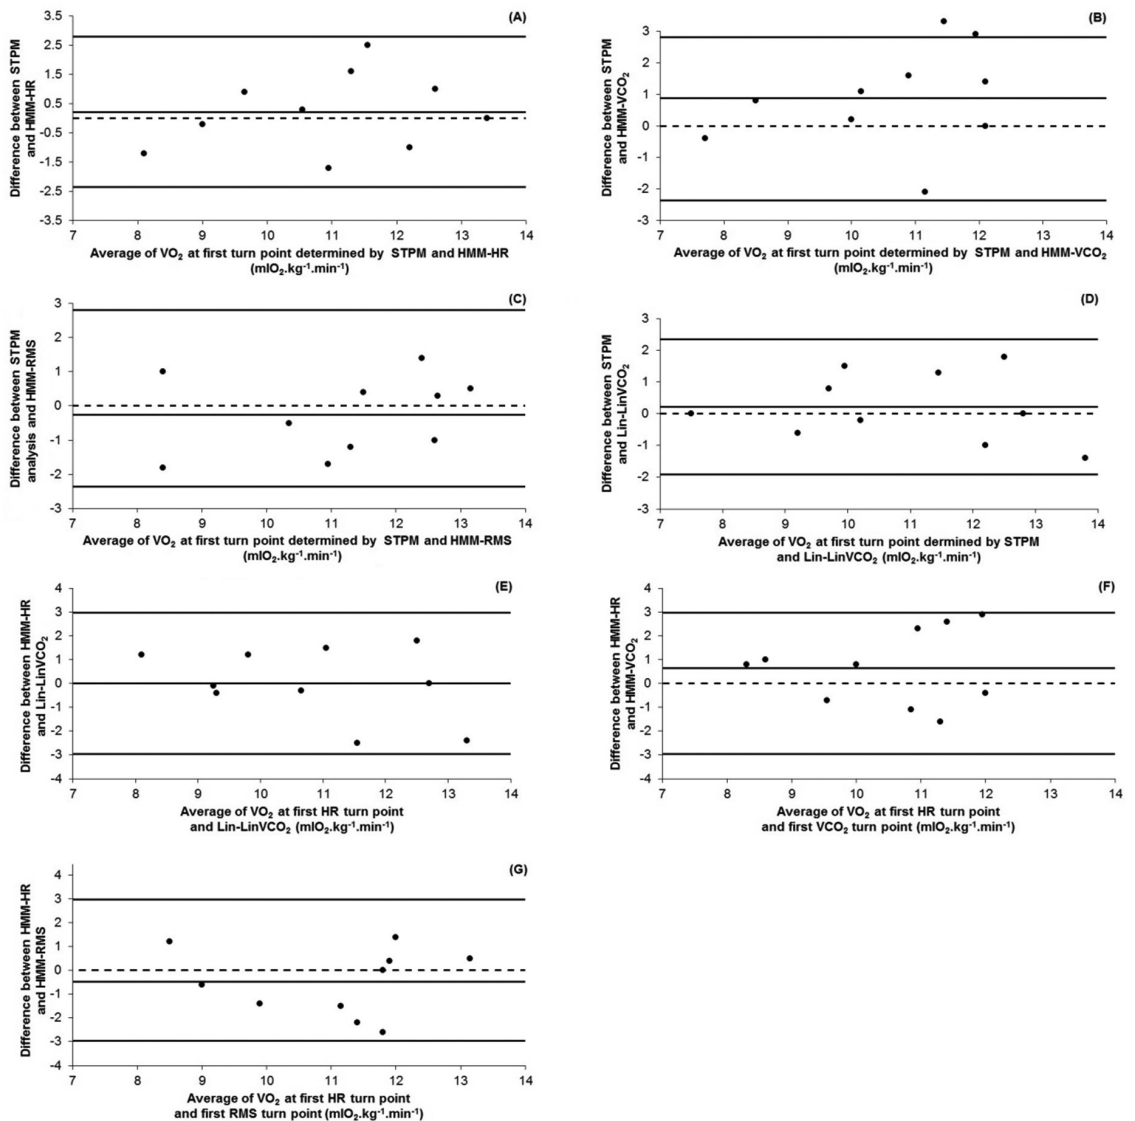 (A)
Difference between STPM
and HMM-HR
3.5
2.5
1.5
0.5
-0.5
-1.5
-2.5
-3.5
7 8 9 10 11 12 13 14
Average of VO₂ at first turn point determined by STPM and HMM-HR
(mlO₂.kg⁻¹.min⁻¹)
(B)
Difference between STPM
and HMM-VCO₂
3
2
1
0
-1
-2
-3
7 8 9 10 11 12 13 14
Average of VO₂ at first turn point determined by STPM and HMM-VCO₂
(mlO₂.kg⁻¹.min⁻¹)
(C)
Difference between STPM
analysis and HMM-RMS
3
2
1
0
-1
-2
-3
7 8 9 10 11 12 13 14
Average of VO₂ at first turn point determined by STPM and HMM-RMS
(mlO₂.kg⁻¹.min⁻¹)
(D)
Difference between STPM
and Lin-LinVCO₂
3
2
1
0
-1
-2
-3
7 8 9 10 11 12 13 14
Average of VO₂ at first turn point dermined by STPM
and Lin-LinVCO₂ (mlO₂.kg⁻¹.min⁻¹)
(E)
Difference between HMM-HR
and Lin-LinVCO₂
4
3
2
1
0
-1
-2
-3
-4
7 8 9 10 11 12 13 14
Average of VO₂ at first HR turn point
and Lin-LinVCO₂ (mlO₂.kg⁻¹.min⁻¹)
(F)
Difference between HMM-HR
and HMM-VCO₂
4
3
2
1
0
-1
-2
-3
-4
7 8 9 10 11 12 13 14
Average of VO₂ at first HR turn point
and first VCO₂ turn point (mlO₂.kg⁻¹.min⁻¹)
(G)
Difference between HMM-HR
and HMM-RMS
4
3
2
1
0
-1
-2
-3
-4
7 8 9 10 11 12 13 14
Average of VO₂ at first HR turn point
and first RMS turn point (mlO₂.kg⁻¹.min⁻¹)